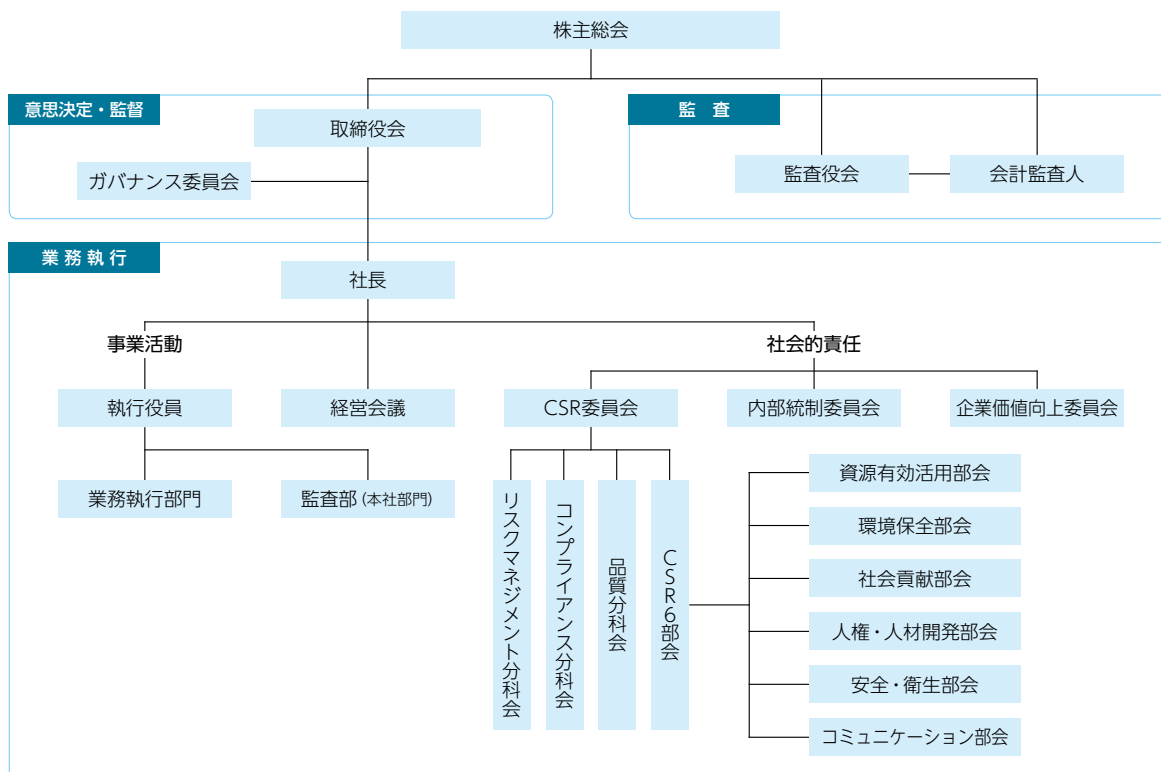 株主総会
意思決定・監督
監 査
取締役会
ガバナンス委員会
監査役会
会計監査人
業務執行
社長
事業活動
社会的責任
執行役員
経営会議
CSR委員会
内部統制委員会
企業価値向上委員会
業務執行部門
監査部（本社部門）
リスクマネジメント分科会
コンプライアンス分科会
品質分科会
CSR6部会
資源有効活用部会
環境保全部会
社会貢献部会
人権・人材開発部会
安全・衛生部会
コミュニケーション部会